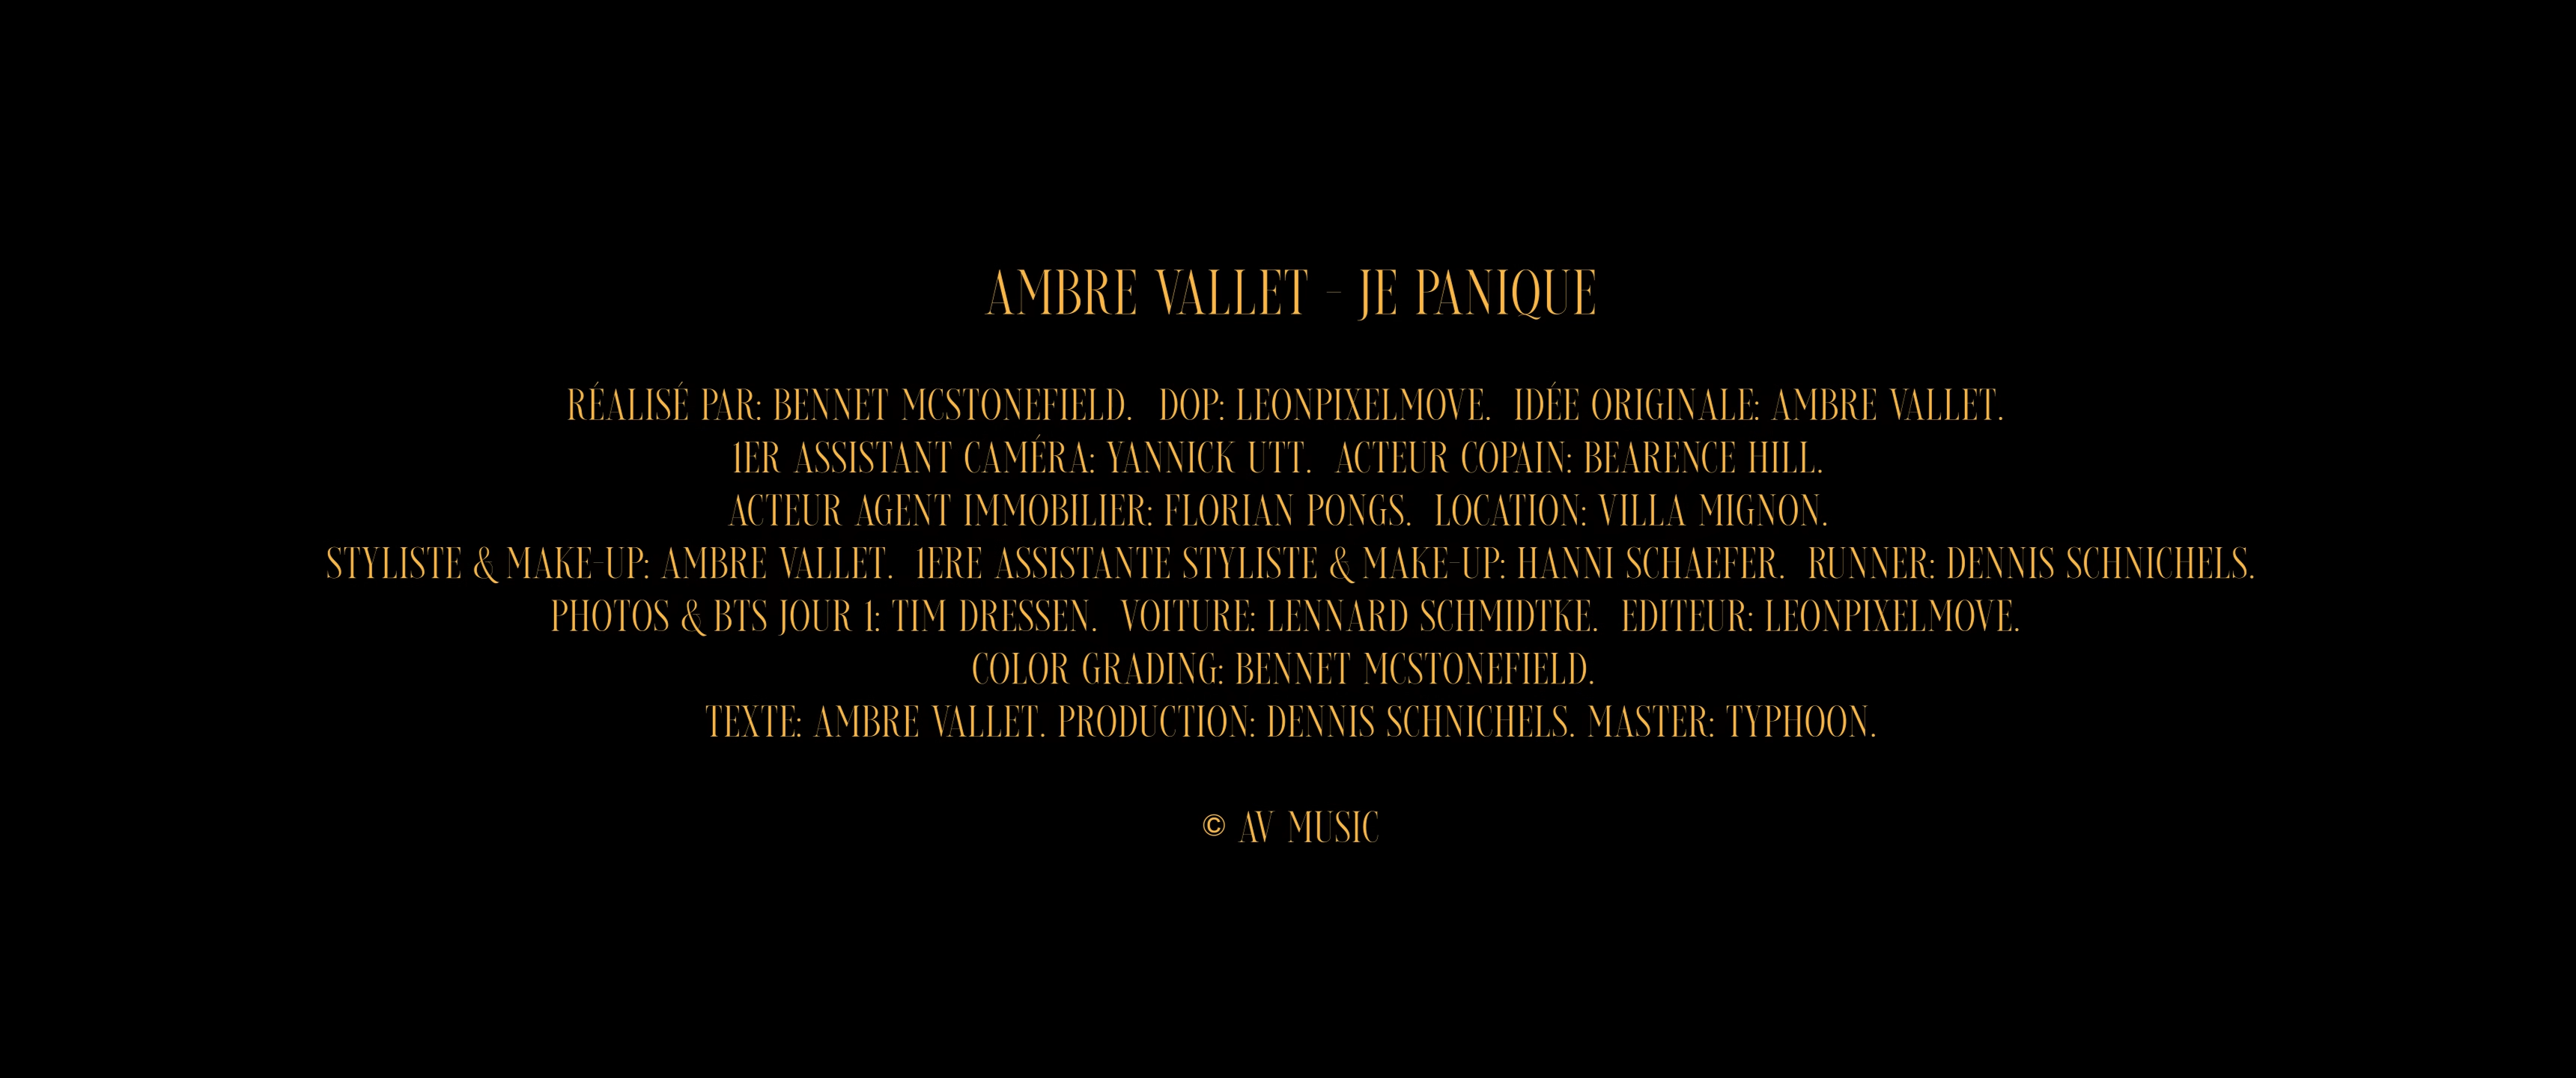 AMBRE VALLET - JE PANIQUE
RÉALISÉ PAR: BENNET MCSTONEFIELD. DOP: LEONPIXELMOVE. IDÉE ORIGINALE: AMBRE VALLET.
1ER ASSISTANT CAMÉRA: YANNICK UTT. ACTEUR COPAIN: BEARENCE HILL.
ACTEUR AGENT IMMOBILIER: FLORIAN PONGS. LOCATION: VILLA MIGNON.
STYLISTE & MAKE-UP: AMBRE VALLET. 1ERE ASSISTANTE STYLISTE & MAKE-UP: HANNI SCHAEFER. RUNNER: DENNIS SCHNICHELS.
PHOTOS & BTS JOUR 1: TIM DRESSEN. VOITURE: LENNARD SCHMIDTKE. EDITEUR: LEONPIXELMOVE.
COLOR GRADING: BENNET MCSTONEFIELD.
TEXTE: AMBRE VALLET. PRODUCTION: DENNIS SCHNICHELS. MASTER: TYPHOON.
© AV MUSIC